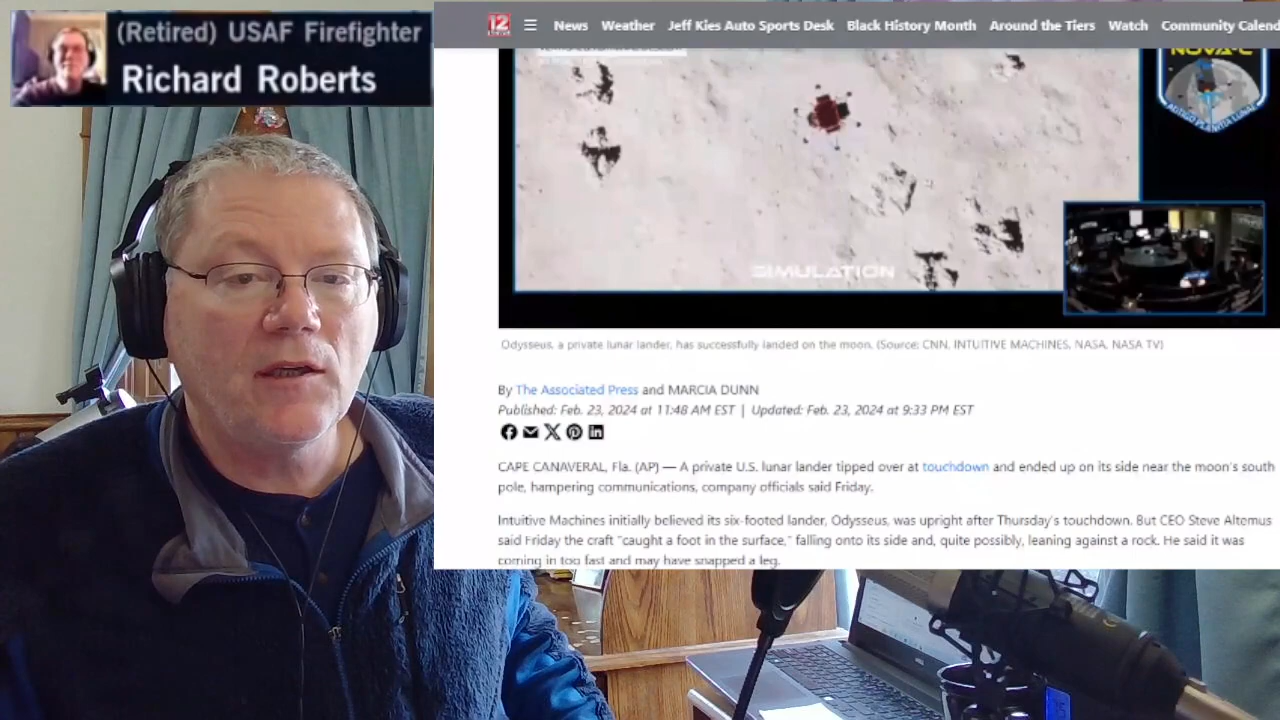 (Retired) USAF Firefighter
Richard Roberts
12
News Weather Jeff Kies Auto Sports Desk Black History Month Around the Tiers Watch Community Calend
NOVA-C
SIMULATION
Odysseus, a private lunar lander, has successfully landed on the moon. (Source: CNN, INTUITIVE MACHINES, NASA, NASA TV)
By The Associated Press and MARCIA DUNN
Published: Feb. 23, 2024 at 11:48 AM EST | Updated: Feb. 23, 2024 at 9:33 PM EST
CAPE CANAVERAL, Fla. (AP) — A private U.S. lunar lander tipped over at touchdown and ended up on its side near the moon's south
pole, hampering communications, company officials said Friday.
Intuitive Machines initially believed its six-footed lander, Odysseus, was upright after Thursday's touchdown. But CEO Steve Altemus
said Friday the craft "caught a foot in the surface," falling onto its side and, quite possibly, leaning against a rock. He said it was
coming in too fast and may have snapped a leg.